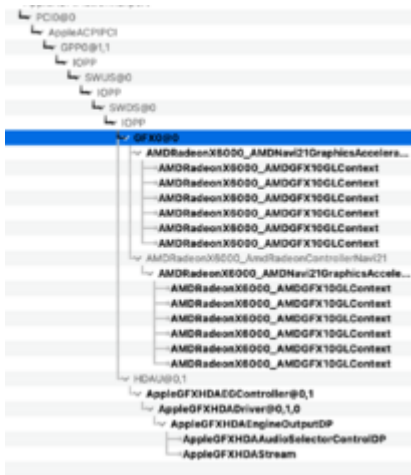 PCI0@0
AppleACPIPCI
GPP0@1,1
IOPP
SWUS@0
IOPP
SWDS@0
IOPP
GFX0@0
AMDRadeonX6000_AMDNavi21GraphicsAccelera...
AMDRadeonX6000_AMDGFX10GLContext
AMDRadeonX6000_AMDGFX10GLContext
AMDRadeonX6000_AMDGFX10GLContext
AMDRadeonX6000_AMDGFX10GLContext
AMDRadeonX6000_AMDGFX10GLContext
AMDRadeonX6000_AMDGFX10GLContext
AMDRadeonX6000_AmdRadeonControllerNavi21
AMDRadeonX6000_AMDNavi21GraphicsAccele...
AMDRadeonX6000_AMDGFX10GLContext
AMDRadeonX6000_AMDGFX10GLContext
AMDRadeonX6000_AMDGFX10GLContext
AMDRadeonX6000_AMDGFX10GLContext
AMDRadeonX6000_AMDGFX10GLContext
AMDRadeonX6000_AMDGFX10GLContext
HDAU@0,1
AppleGFXHDAEGController@0,1
AppleGFXHDADriver@0,1,0
AppleGFXHDAEngineOutputDP
AppleGFXHDAAudioSelectorControlDP
AppleGFXHDAStream